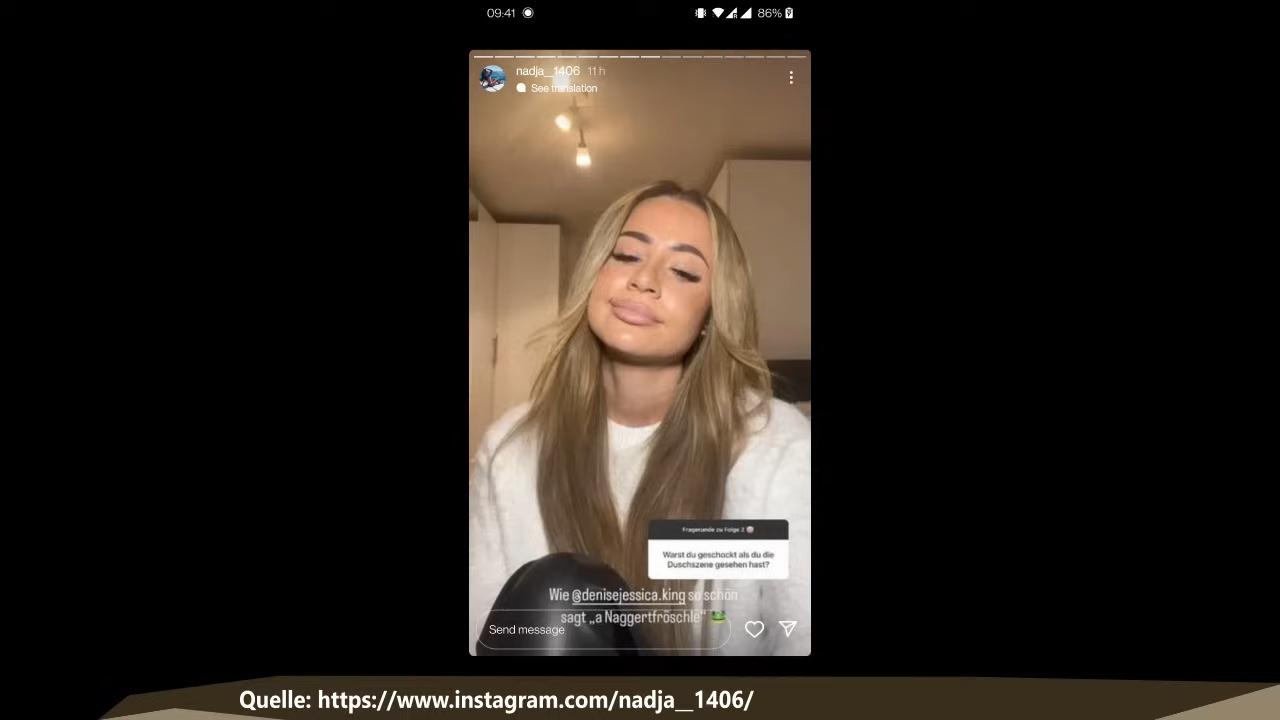 09:41 86%
nadja__1406 11 h
See translation
Fragerunde zu Folge 2
Warst du geschockt als du die
Duschszene gesehen hast?
Wie @denisejessica.king so schön
sagt „a Naggertfröschle"
Send message
Quelle: https://www.instagram.com/nadja__1406/